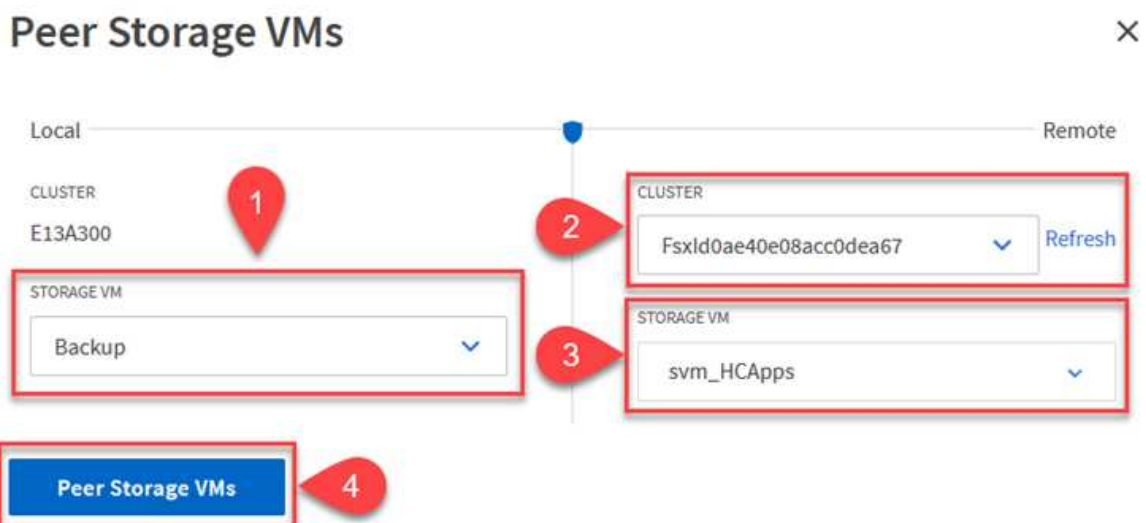 Peer Storage VMs
Local
Remote
CLUSTER
E13A300
1
STORAGE VM
Backup
2
CLUSTER
FsxId0ae40e08acc0dea67
Refresh
3
STORAGE VM
svm_HCApps
Peer Storage VMs
4